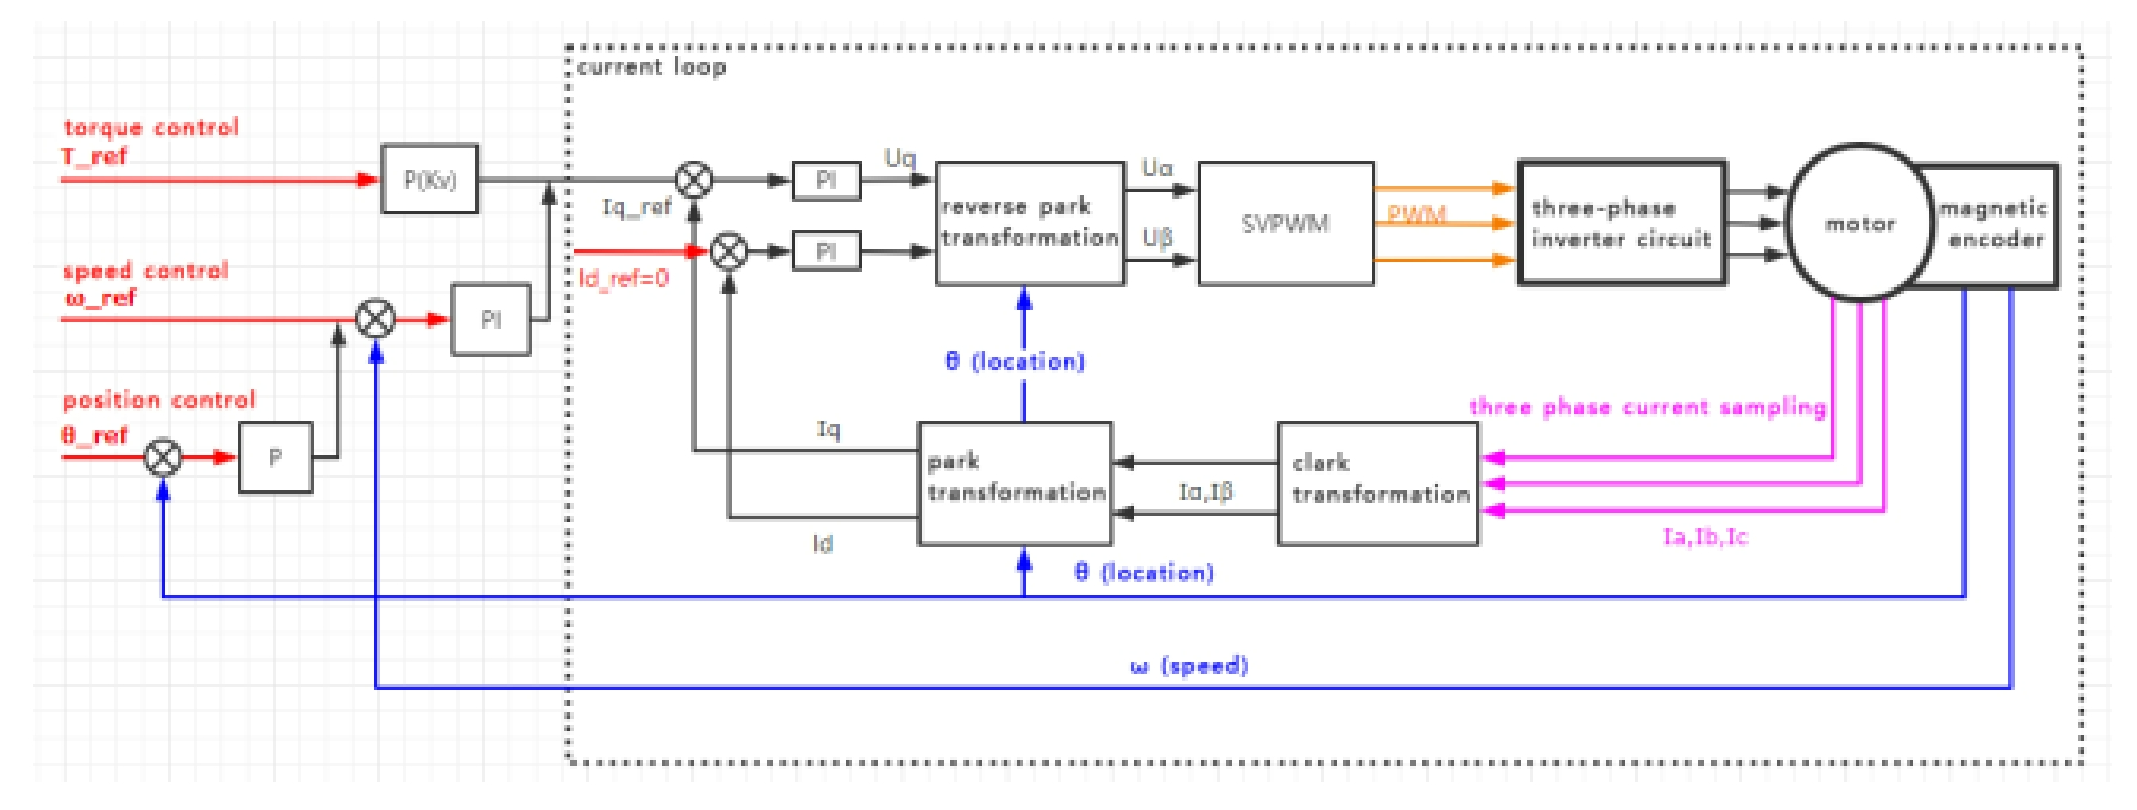 current loop
torque control
T_ref
P(Kv)
Iq_ref
PI
Uq
reverse park
transformation
Uα
Uβ
SVPWM
PWM
three-phase
inverter circuit
motor
magnetic
encoder
speed control
ω_ref
PI
Id_ref=0
PI
θ (location)
position control
θ_ref
P
Iq
park
transformation
Id
Iα,Iβ
clark
transformation
three phase current sampling
Ia,Ib,Ic
θ (location)
ω (speed)